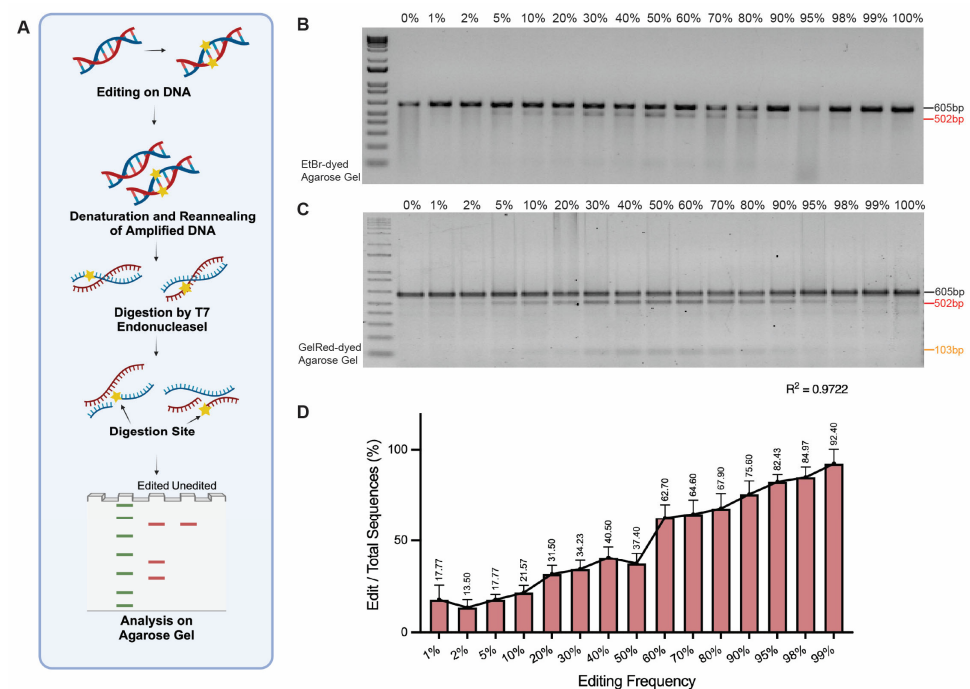 A
Editing on DNA
Denaturation and Reannealing
of Amplified DNA
Digestion by T7
EndonucleaseI
Digestion Site
Edited Unedited
Analysis on
Agarose Gel
B
0% 1% 2% 5% 10% 20% 30% 40% 50% 60% 70% 80% 90% 95% 98% 99% 100%
605bp
502bp
EtBr-dyed
Agarose Gel
C
0% 1% 2% 5% 10% 20% 30% 40% 50% 60% 70% 80% 90% 95% 98% 99% 100%
605bp
502bp
GelRed-dyed
Agarose Gel
103bp
R² = 0.9722
D
Edit / Total Sequences (%)
100
50
0
17.77
13.50
17.77
21.57
31.50
34.23
40.50
37.40
62.70
64.60
67.90
75.60
82.43
84.97
92.40
1% 2% 5% 10% 20% 30% 40% 50% 60% 70% 80% 90% 95% 98% 99%
Editing Frequency